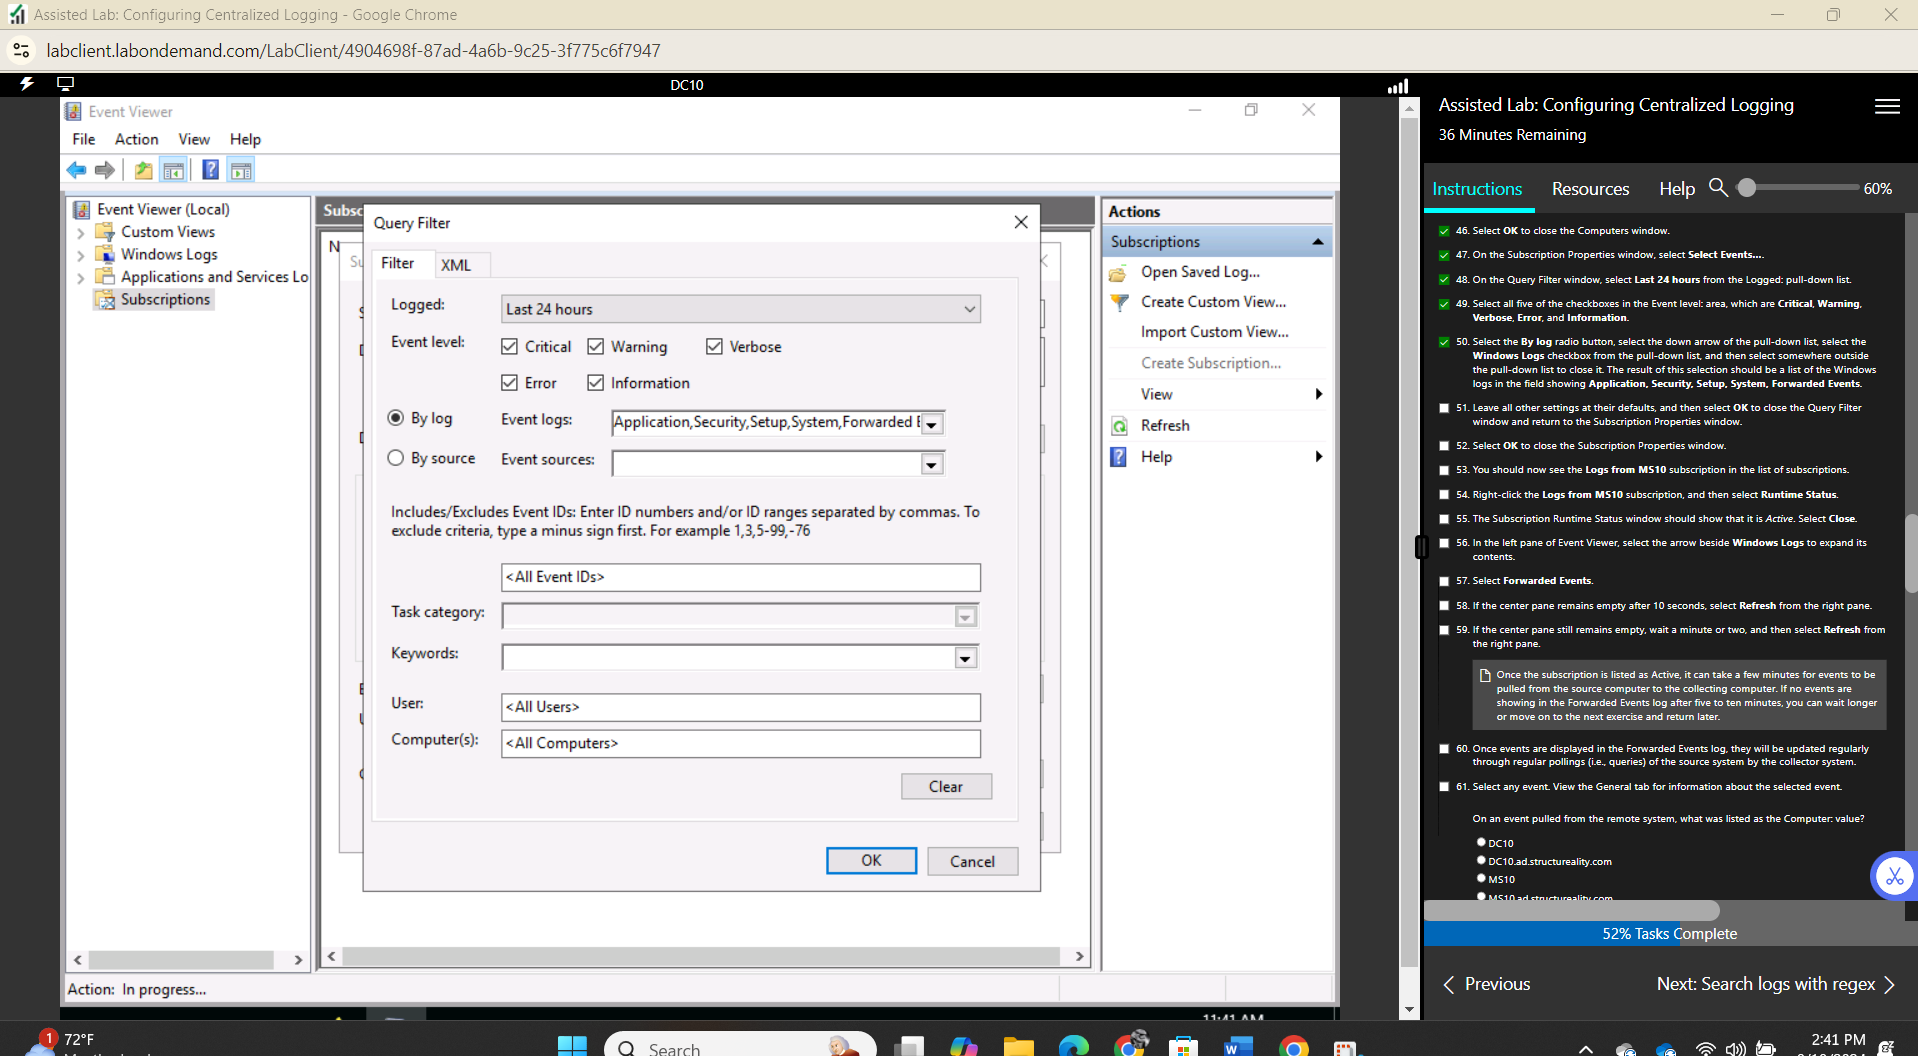 Assisted Lab: Configuring Centralized Logging - Google Chrome
labclient.labondemand.com/LabClient/4904698f-87ad-4a6b-9c25-3f775c6f7947
DC10
Event Viewer
File Action View Help
Event Viewer (Local)
Custom Views
Windows Logs
Applications and Services Lo
Subscriptions
Subsc
N
Su
Query Filter
Filter
XML
Logged:
Last 24 hours
Event level:
Critical
Warning
Verbose
Error
Information
By log
Event logs:
Application,Security,Setup,System,Forwarded E
By source
Event sources:
Includes/Excludes Event IDs: Enter ID numbers and/or ID ranges separated by commas. To
exclude criteria, type a minus sign first. For example 1,3,5-99,-76
<All Event IDs>
Task category:
Keywords:
User:
<All Users>
Computer(s):
<All Computers>
Clear
OK
Cancel
Actions
Subscriptions
Open Saved Log...
Create Custom View...
Import Custom View...
Create Subscription...
View
Refresh
Help
Action: In progress...
11:41 AM
Assisted Lab: Configuring Centralized Logging
36 Minutes Remaining
Instructions
Resources
Help
60%
46. Select OK to close the Computers window.
47. On the Subscription Properties window, select Select Events....
48. On the Query Filter window, select Last 24 hours from the Logged: pull-down list.
49. Select all five of the checkboxes in the Event level: area, which are Critical, Warning,
Verbose, Error, and Information.
50. Select the By log radio button, select the down arrow of the pull-down list, select the
Windows Logs checkbox from the pull-down list, and then select somewhere outside
the pull-down list to close it. The result of this selection should be a list of the Windows
logs in the field showing Application, Security, Setup, System, Forwarded Events.
51. Leave all other settings at their defaults, and then select OK to close the Query Filter
window and return to the Subscription Properties window.
52. Select OK to close the Subscription Properties window.
53. You should now see the Logs from MS10 subscription in the list of subscriptions.
54. Right-click the Logs from MS10 subscription, and then select Runtime Status.
55. The Subscription Runtime Status window should show that it is Active. Select Close.
56. In the left pane of Event Viewer, select the arrow beside Windows Logs to expand its
contents.
57. Select Forwarded Events.
58. If the center pane remains empty after 10 seconds, select Refresh from the right pane.
59. If the center pane still remains empty, wait a minute or two, and then select Refresh from
the right pane.
Once the subscription is listed as Active, it can take a few minutes for events to be
pulled from the source computer to the collecting computer. If no events are
showing in the Forwarded Events log after five to ten minutes, you can wait longer
or move on to the next exercise and return later.
60. Once events are displayed in the Forwarded Events log, they will be updated regularly
through regular pollings (i.e., queries) of the source system by the collector system.
61. Select any event. View the General tab for information about the selected event.
On an event pulled from the remote system, what was listed as the Computer: value?
DC10
DC10.ad.structureality.com
MS10
MS10.ad.structureality.com
52% Tasks Complete
Previous
Next: Search logs with regex
1
72°F
Search
2:41 PM